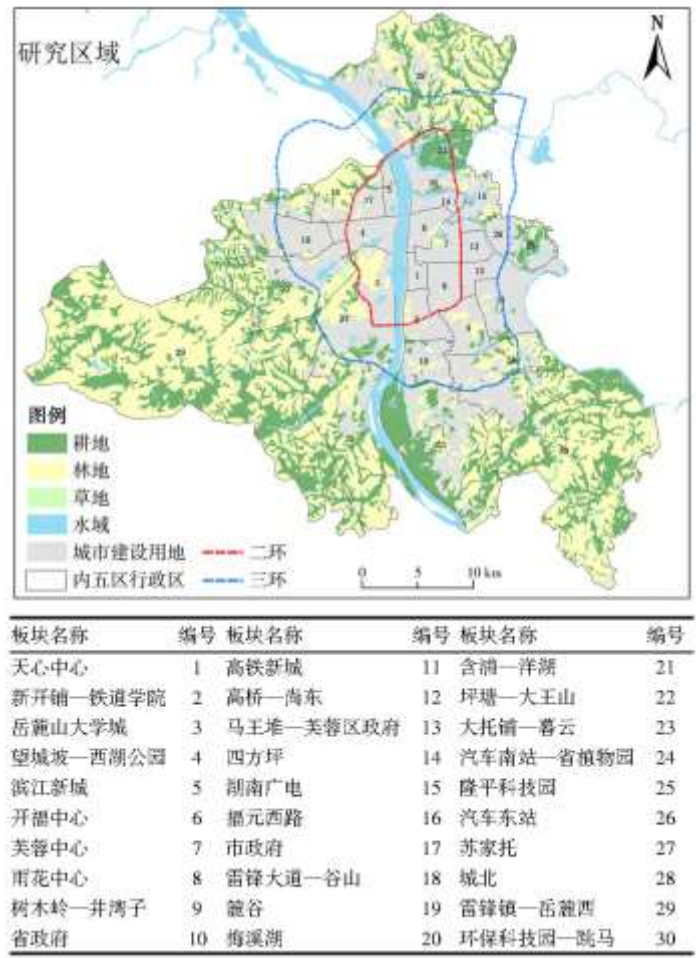 研究区域
N
图例
耕地
林地
草地
水域
城市建设用地 二环
内五区行政区 三环
0 5 10 km
板块名称 编号 板块名称 编号 板块名称 编号
天心中心 1 高铁新城 11 含浦—洋湖 21
新开铺—铁道学院 2 高桥—尚东 12 坪塘—大王山 22
岳麓山大学城 3 马王堆—芙蓉区政府 13 大托铺—暮云 23
望城坡—西湖公园 4 四方坪 14 汽车南站—省植物园 24
滨江新城 5 湖南广电 15 隆平科技园 25
开福中心 6 福元西路 16 汽车东站 26
芙蓉中心 7 市政府 17 苏家托 27
雨花中心 8 雷锋大道—谷山 18 城北 28
树木岭—井湾子 9 麓谷 19 雷锋镇—岳麓西 29
省政府 10 梅溪湖 20 环保科技园—跳马 30